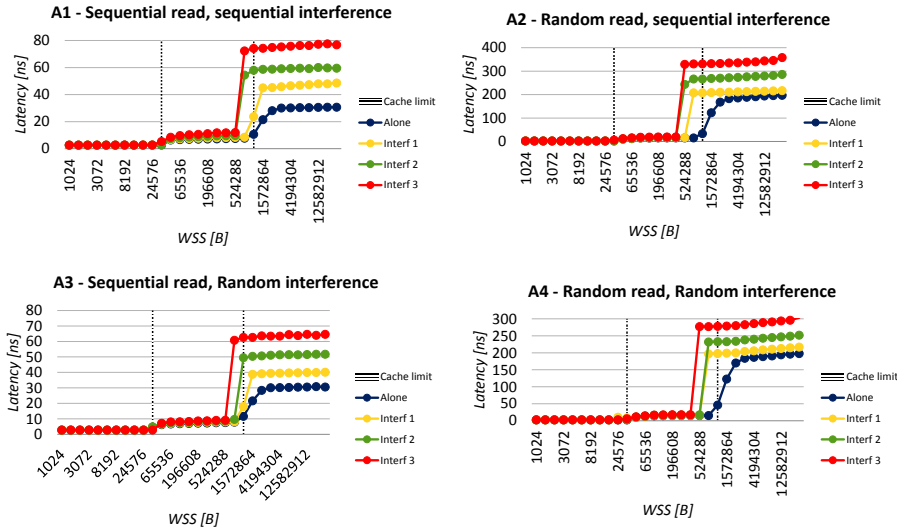 A1 - Sequential read, sequential interference
Latency [ns]
80
60
40
20
0
1024
3072
8192
24576
65536
196608
524288
1572864
4194304
12582912
WSS [B]
Cache limit
Alone
Interf 1
Interf 2
Interf 3
A2 - Random read, sequential interference
Latency [ns]
400
300
200
100
0
1024
3072
8192
24576
65536
196608
524288
1572864
4194304
12582912
WSS [B]
Cache limit
Alone
Interf 1
Interf 2
Interf 3
A3 - Sequential read, Random interference
Latency [ns]
80
70
60
50
40
30
20
10
0
1024
3072
8192
24576
65536
196608
524288
1572864
4194304
12582912
WSS [B]
Cache limit
Alone
Interf 1
Interf 2
Interf 3
A4 - Random read, Random interference
Latency [ns]
300
250
200
150
100
50
0
1024
3072
8192
24576
65536
196608
524288
1572864
4194304
12582912
WSS [B]
Cache limit
Alone
Interf 1
Interf 2
Interf 3